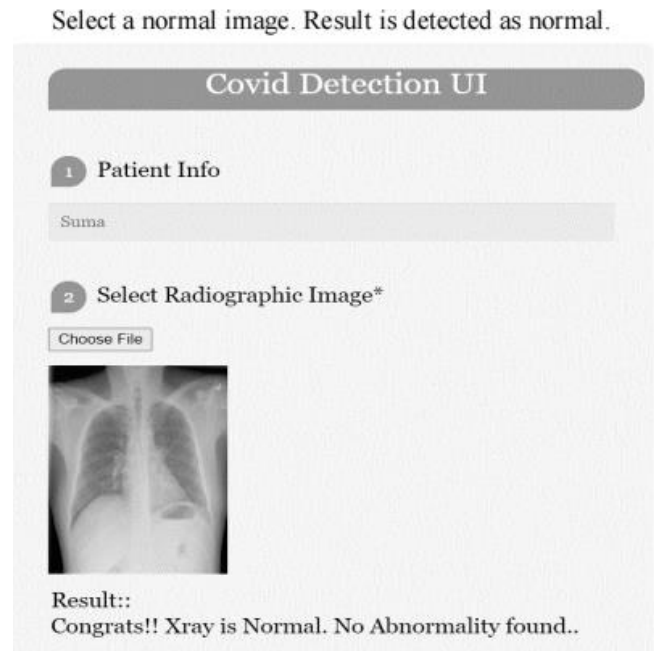 Select a normal image. Result is detected as normal.
Covid Detection UI
1 Patient Info
Suma
2 Select Radiographic Image*
Choose File
Result::
Congrats!! Xray is Normal. No Abnormality found..